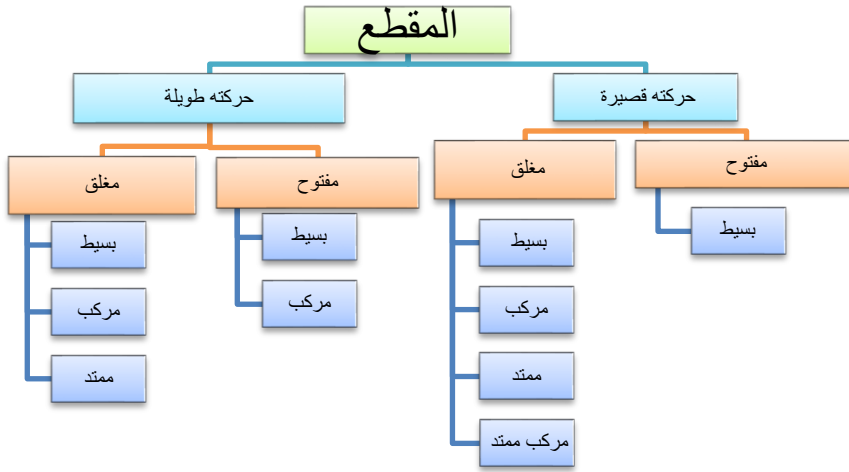 المقطع
حركته قصيرة
حركته طويلة
مفتوح
مغلق
مفتوح
مغلق
بسيط
بسيط
مركب
ممتد
مركب ممتد
بسيط
مركب
بسيط
مركب
ممتد